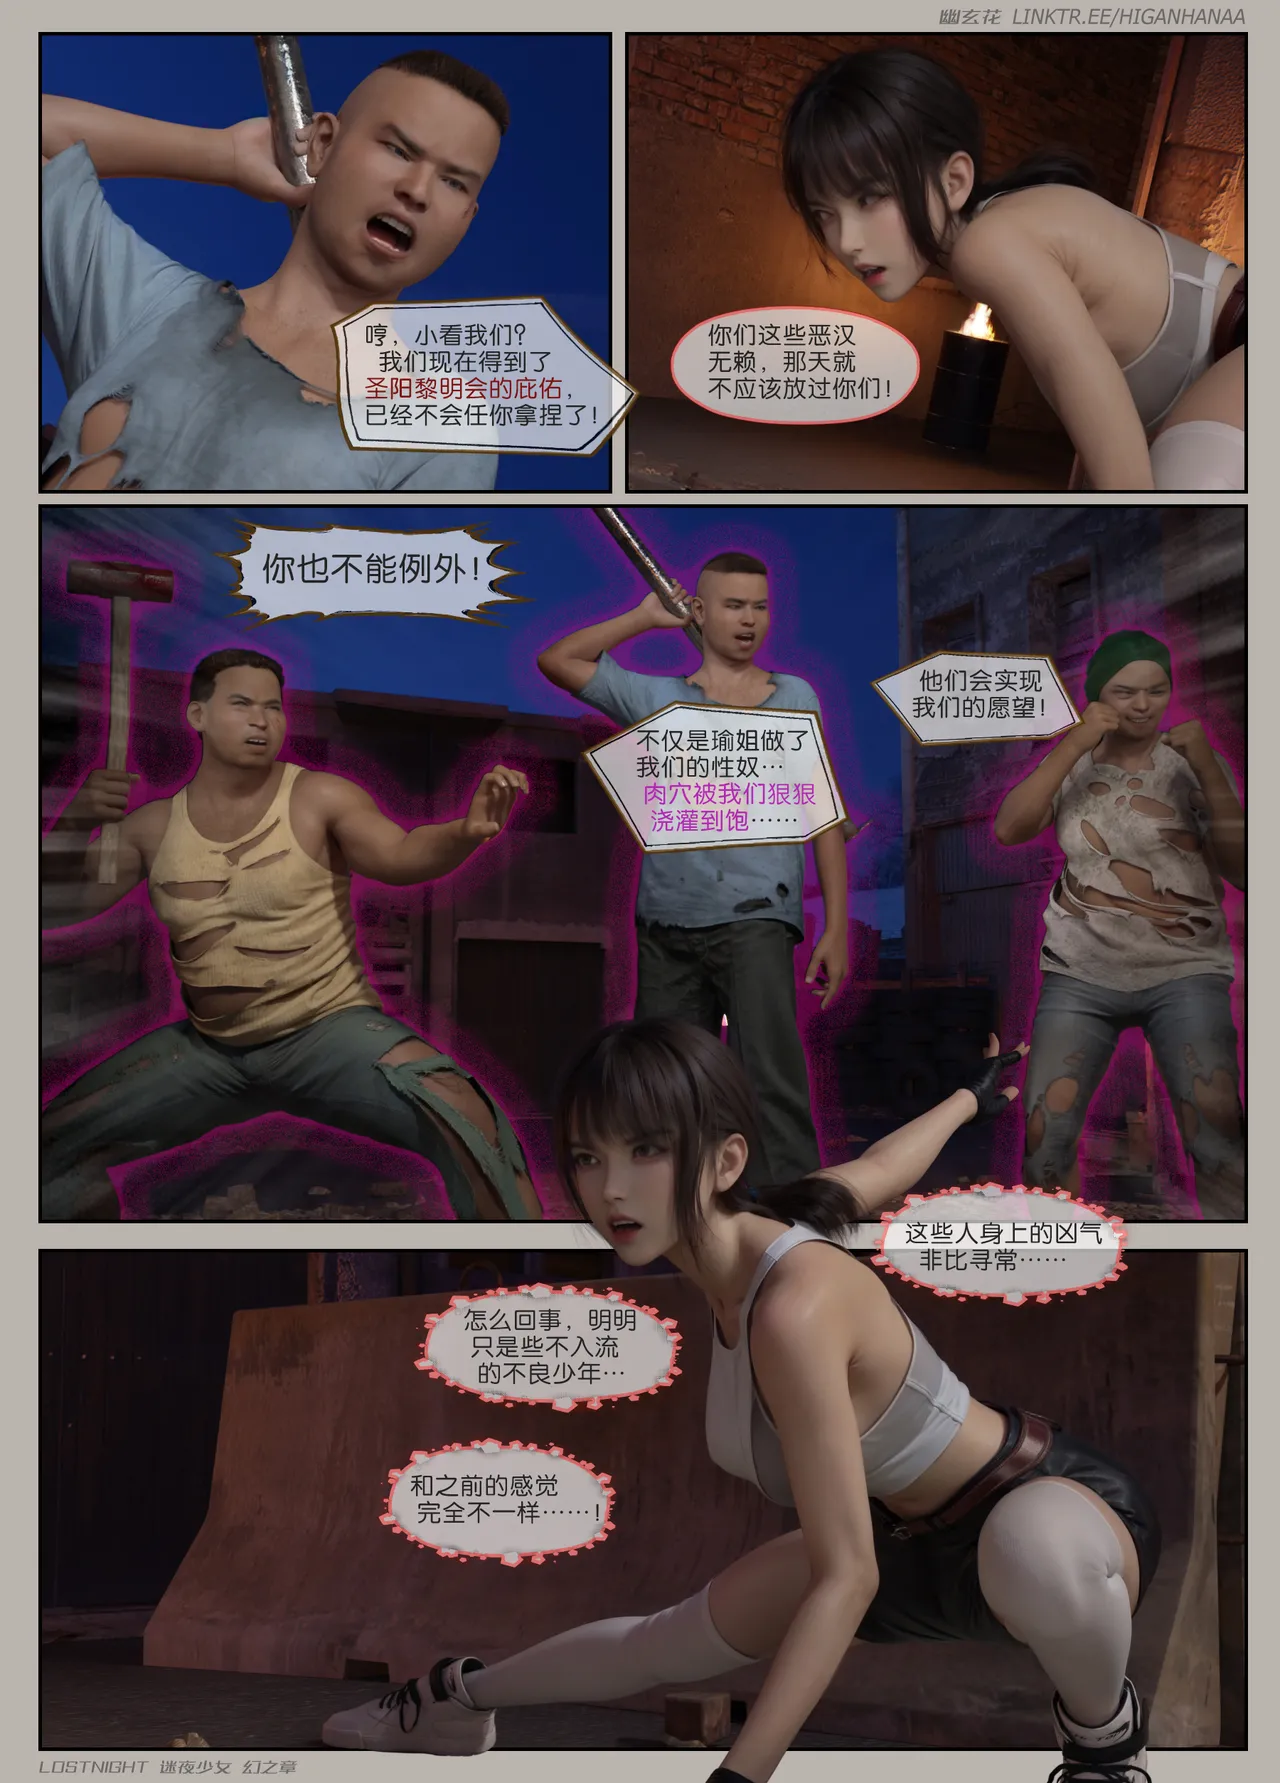 幽玄花 LINKTR.EE/HIGANHANAA
哼，小看我们？
我们现在得到了
圣阳黎明会的庇佑，
已经不会任你拿捏了！
你们这些恶汉
无赖，那天就
不应该放过你们！
你也不能例外！
他们会实现
我们的愿望！
不仅是瑜姐做了
我们的性奴…
肉穴被我们狠狠
浇灌到饱……
这些人身上的凶气
非比寻常……
怎么回事，明明
只是些不入流
的不良少年…
和之前的感觉
完全不一样……！
LOSTNIGHT 迷夜少女 幻之章